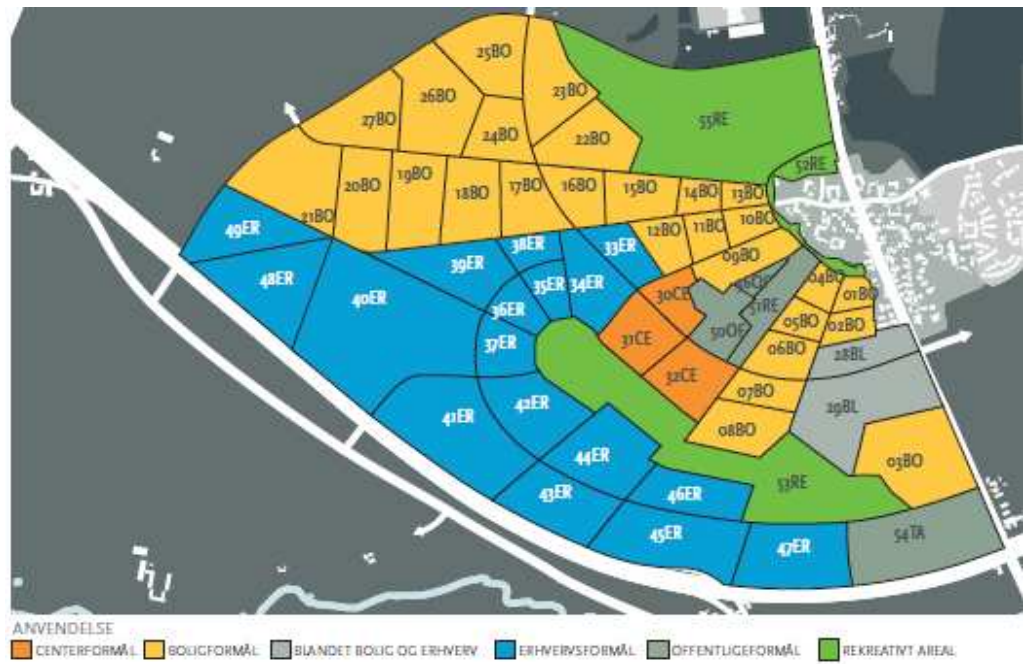 25BO
26BO
23BO
27BO
24BO
22BO
55RE
52RE
20BO
19BO
18BO
17BO
16BO
15BO
14BO
13BO
21BO
12BO
11BO
10BO
49ER
48ER
40ER
39ER
38ER
33ER
09BO
36ER
35ER
34ER
30CE
50OF
51RE
04BO
01BO
05BO
02BO
37ER
31CE
32CE
06BO
28BL
41ER
42ER
07BO
08BO
29BL
44ER
03BO
43ER
46ER
53RE
45ER
47ER
54TA
ANVENDELSE
CENTERFORMÅL BOLIGFORMÅL BLANDET BOLIG OG ERHVERV ERHVERVSFORMÅL OFFENTLIGEFORMÅL REKREATIVT AREAL